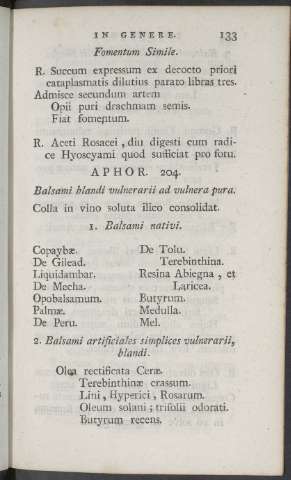 IN GENERE. 133
Fomentum Simile.
R. Succum expressum ex decocto priori
cataplasmatis dilutius parato libras tres.
Admisce secundum artem
Opii puri drachmam semis.
Fiat fomentum.
R. Aceti Rosacei, diu digesti cum radi-
ce Hyoscyami quod sufficiat pro foru.
APHOR. 204.
Balsami blandi vulnerarii ad vulnera pura.
Colla in vino soluta ilico consolidat.
1. Balsami nativi.
Copaybæ. De Tolu.
De Gilead. Terebinthina.
Liquidambar. Resina Abiegna, et
De Mecha. Laricea.
Opobalsamum. Butyrum.
Palmæ. Medulla.
De Peru. Mel.
2. Balsami artificiales simplices vulnerarii,
blandi.
Olea rectificata Ceræ.
Terebinthinæ crassum.
Lini, Hyperici, Rosarum.
Oleum solani; trifolii odorati.
Butyrum recens.